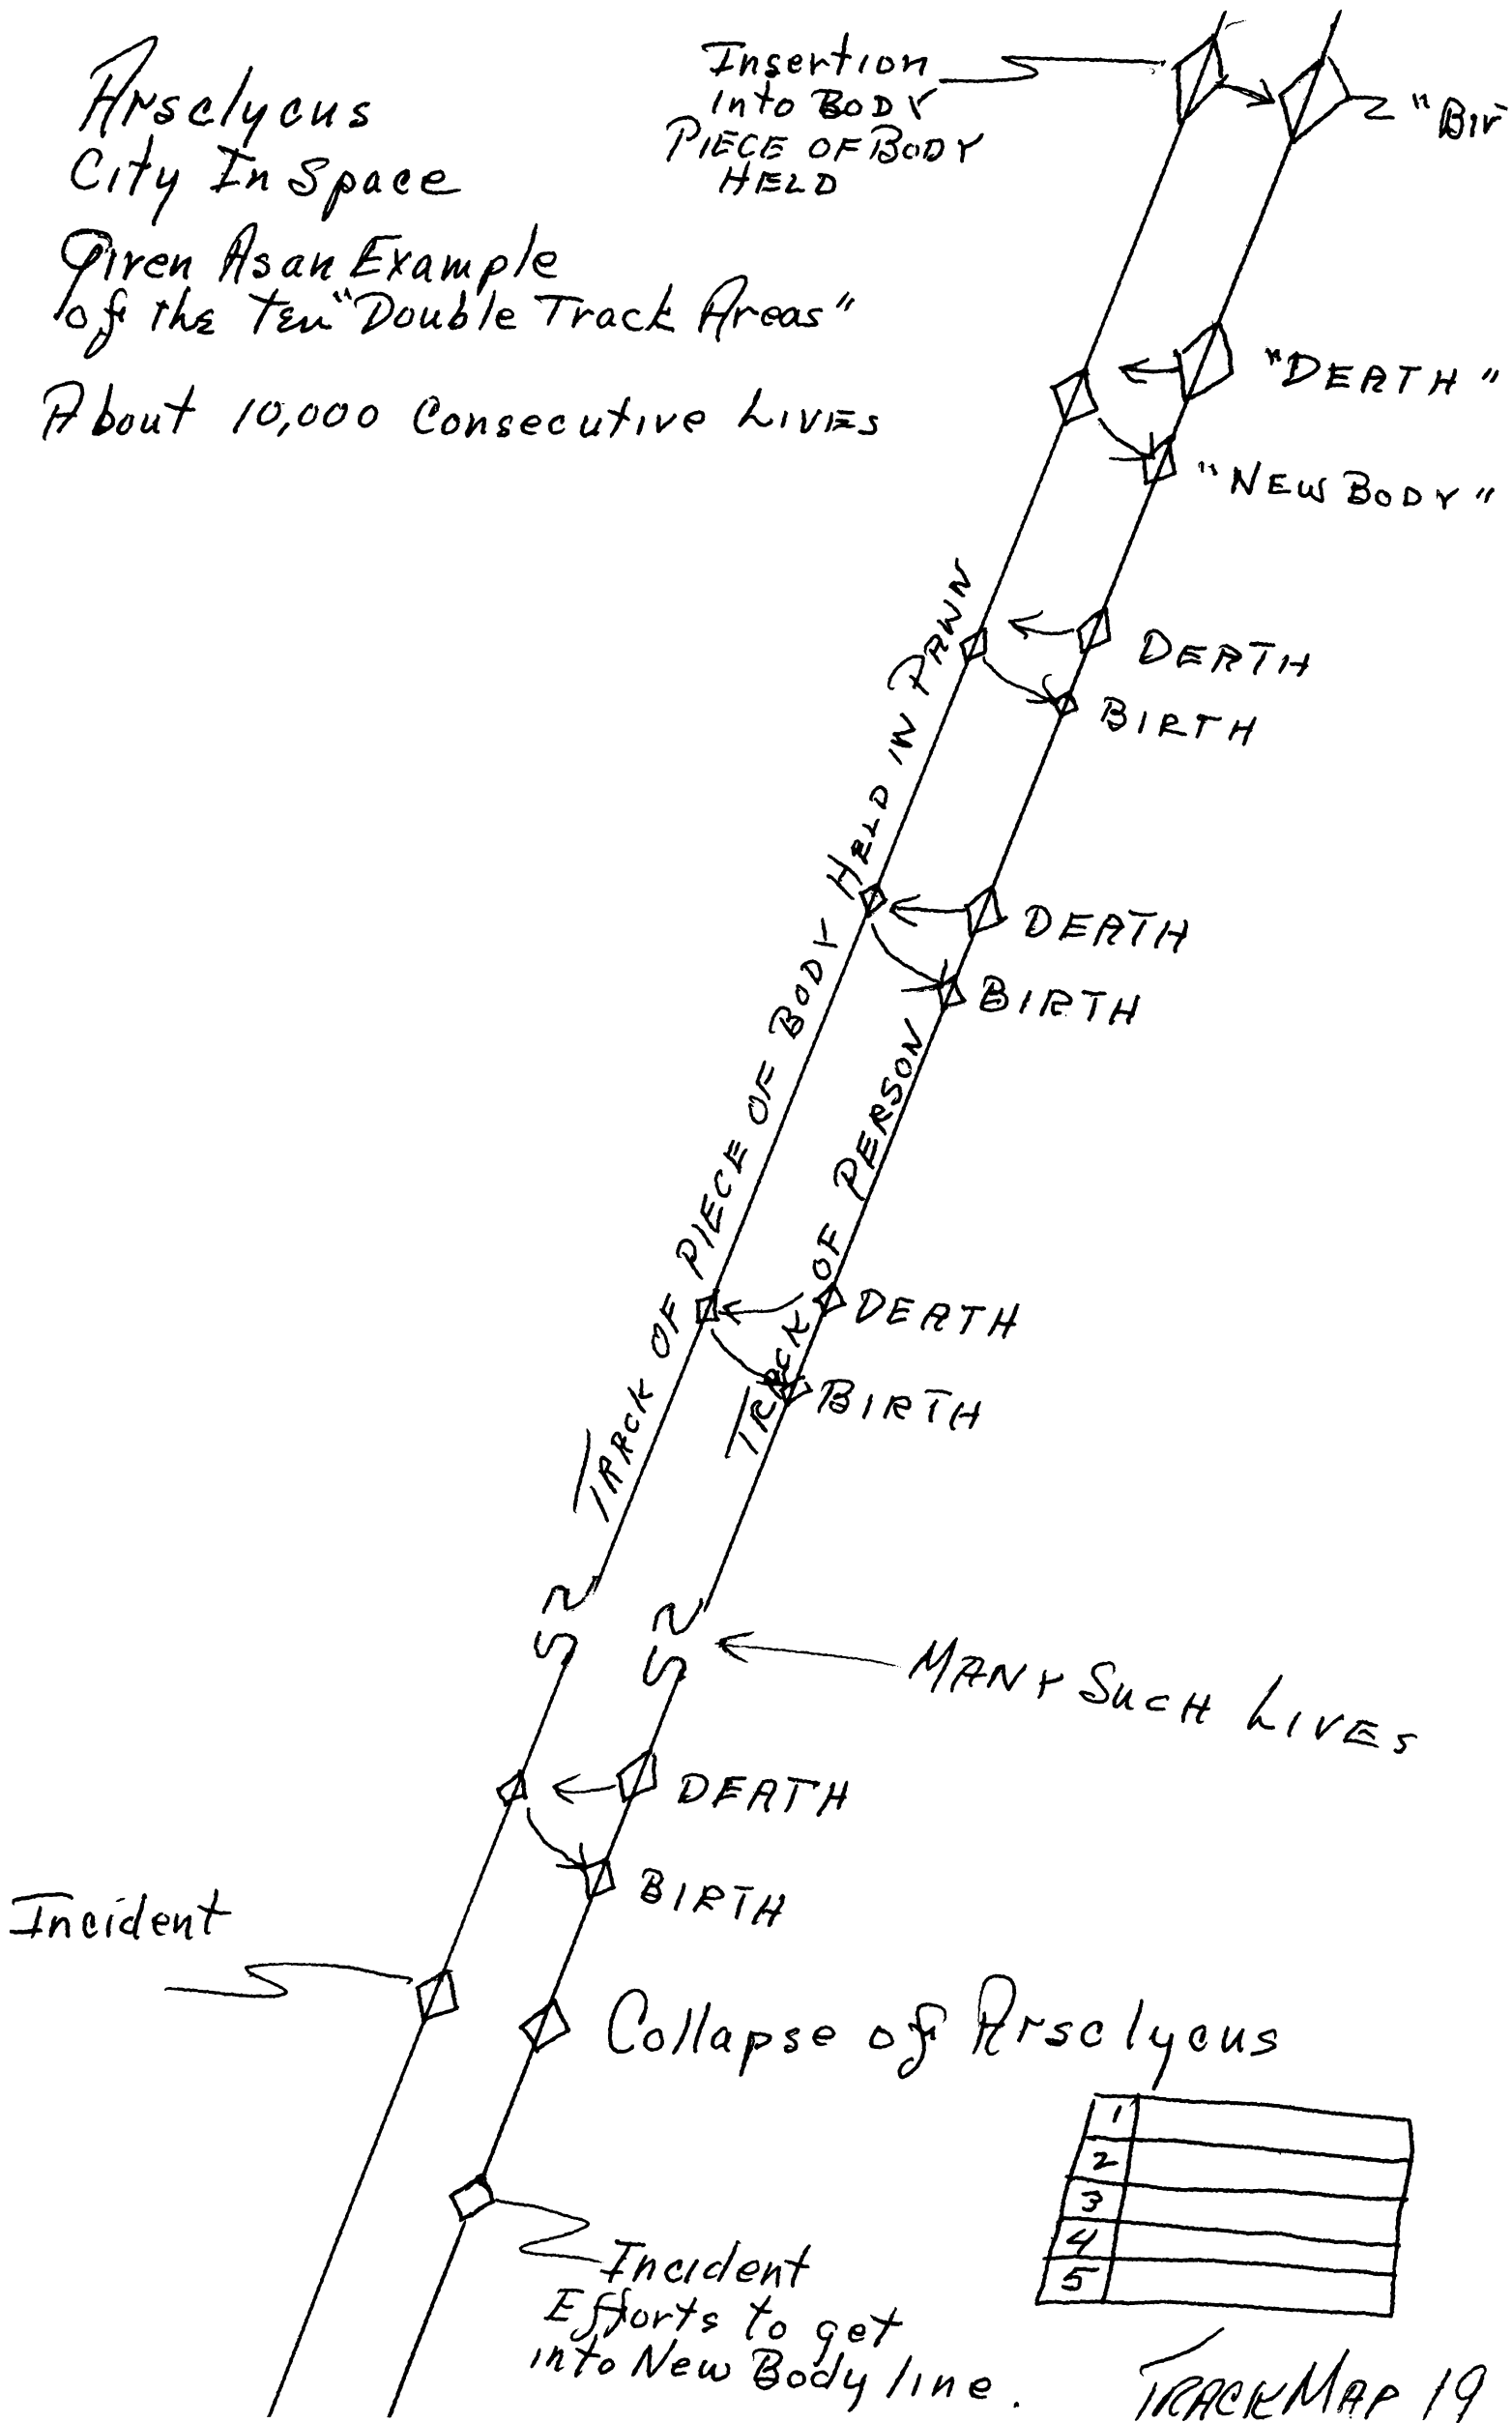 Arsclycus
City In Space
Given As an Example
of the Ten "Double Track Areas"
About 10,000 Consecutive LIVES
Insertion
Into BODY
PIECE OF BODY
HELD
"Bir
"DEATH"
"NEW BODY"
DEATH
BIRTH
DEATH
BIRTH
TRACK OF PIECE OF BODY HELD IN PAWN
TRACK OF PERSON
DEATH
BIRTH
MANY SUCH LIVES
DEATH
BIRTH
Incident
Collapse of Arsclycus
1
2
3
4
5
Incident
Efforts to get
into New Body line.
TRACK MAP 19